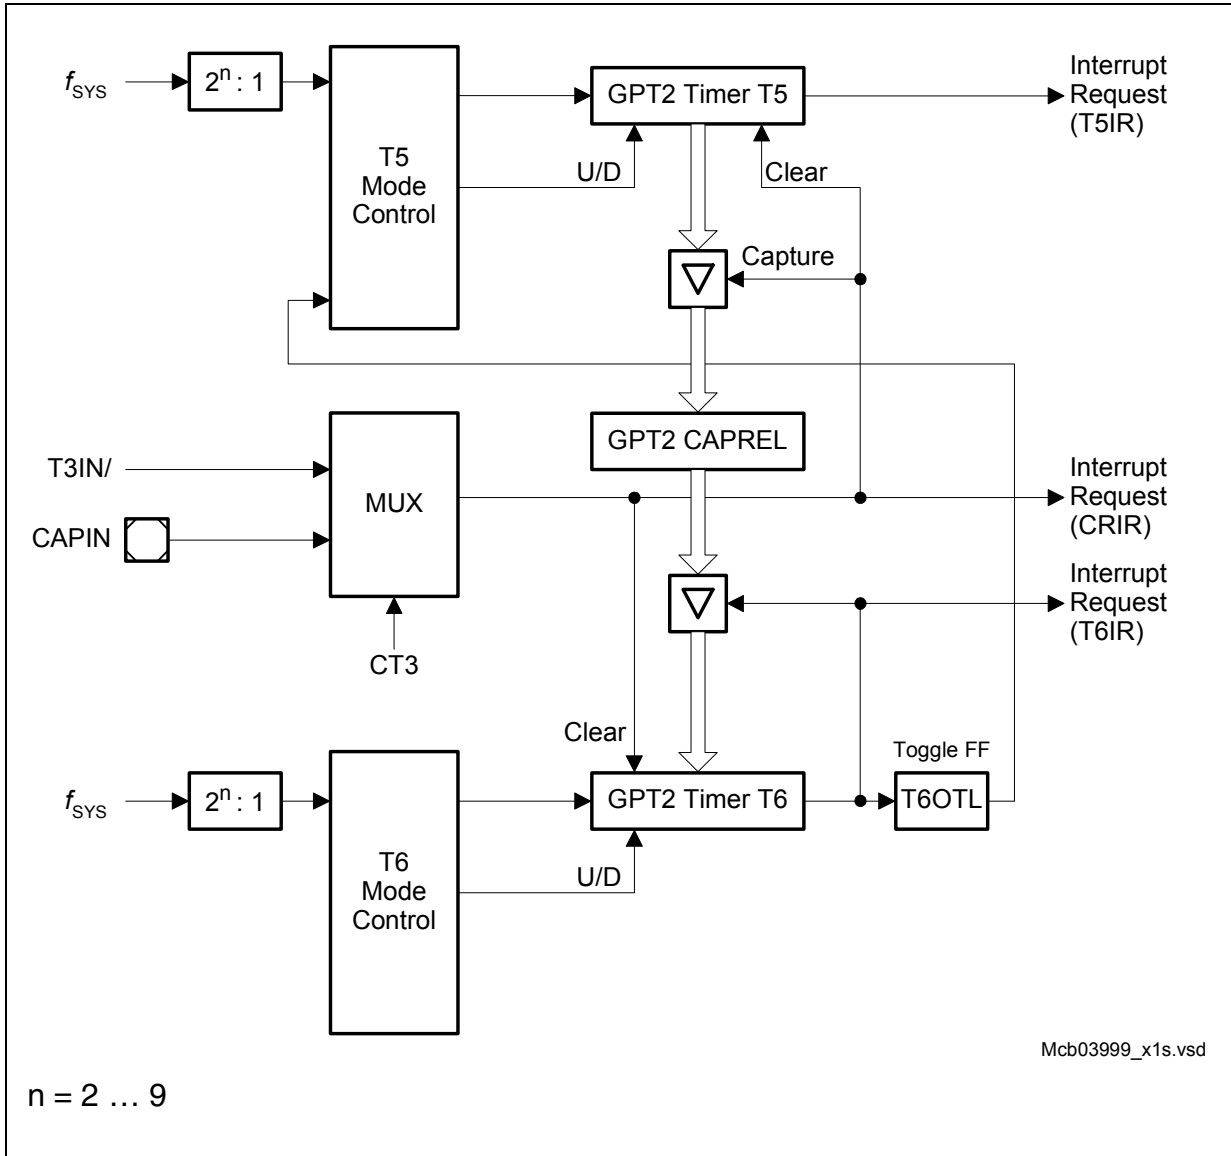 fSYS
2ⁿ : 1
T5
Mode
Control
U/D
GPT2 Timer T5
Clear
Interrupt
Request
(T5IR)
Capture
GPT2 CAPREL
T3IN/
CAPIN
MUX
CT3
Interrupt
Request
(CRIR)
Interrupt
Request
(T6IR)
Clear
Toggle FF
fSYS
2ⁿ : 1
T6
Mode
Control
U/D
GPT2 Timer T6
T6OTL
Mcb03999_x1s.vsd
n = 2 … 9